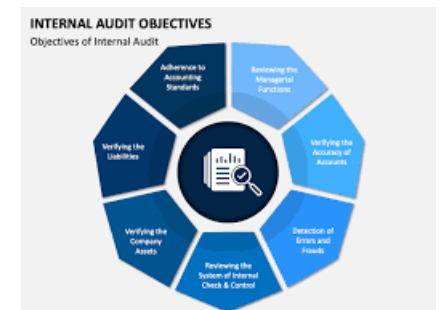 INTERNAL AUDIT OBJECTIVES
Objectives of Internal Audit
Adherence to
Accounting
Standards
Reviewing the
Managerial
Functions
Verifying the
Accuracy of
Accounts
Detection of
Errors and
Frauds
Reviewing the
System of Internal
Check & Control
Verifying the
Company
Assets
Verifying the
Liabilities